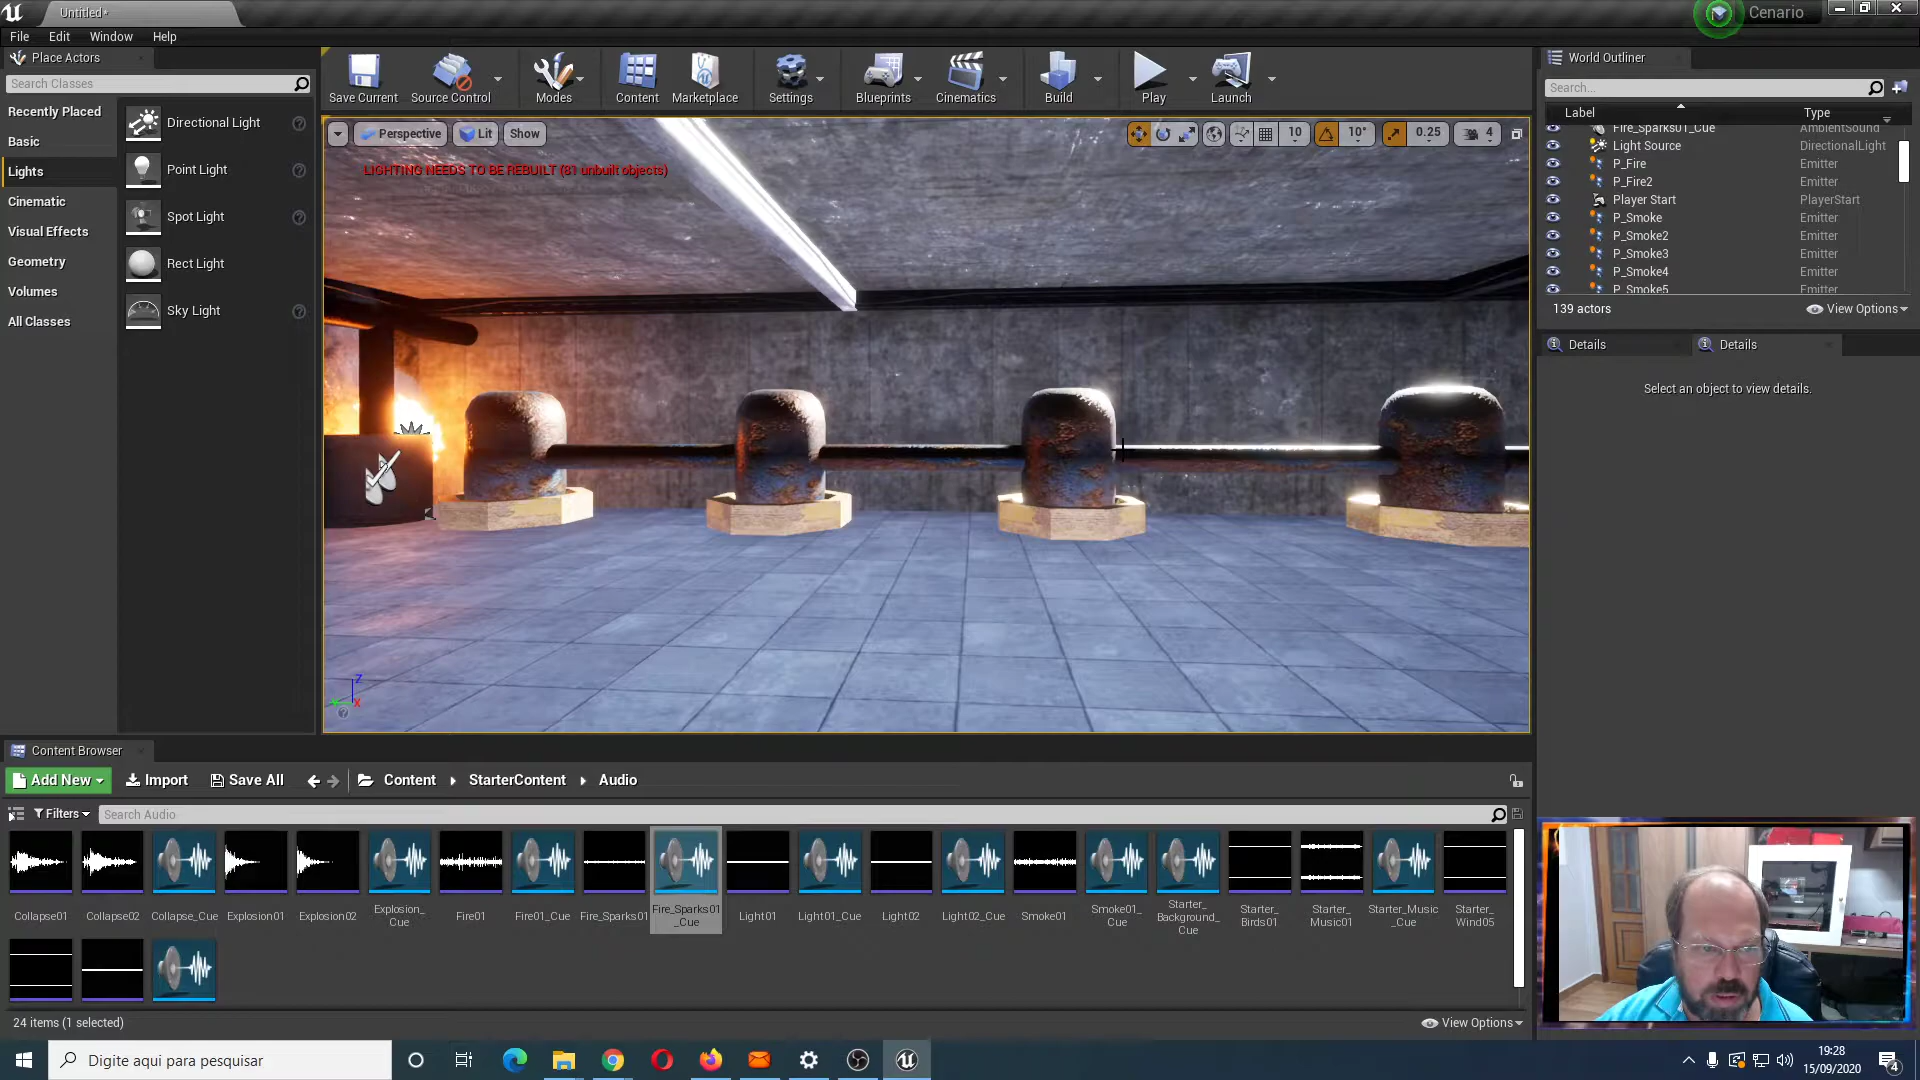 Untitled*
Cenario
File Edit Window Help
Place Actors
Search Classes
Recently Placed
Basic
Lights
Cinematic
Visual Effects
Geometry
Volumes
All Classes
Directional Light
Point Light
Spot Light
Rect Light
Sky Light
Save Current
Source Control
Modes
Content
Marketplace
Settings
Blueprints
Cinematics
Build
Play
Launch
Perspective Lit Show
10 10° 0.25 4
LIGHTING NEEDS TO BE REBUILT (81 unbuilt objects)
Z
X
World Outliner
Search...
Label Type
Fire_Sparks01_Cue AmbientSound
Light Source DirectionalLight
P_Fire Emitter
P_Fire2 Emitter
Player Start PlayerStart
P_Smoke Emitter
P_Smoke2 Emitter
P_Smoke3 Emitter
P_Smoke4 Emitter
P_Smoke5 Emitter
139 actors View Options
Details Details
Select an object to view details.
Content Browser
Add New Import Save All Content StarterContent Audio
Filters Search Audio
Collapse01
Collapse02
Collapse_Cue
Explosion01
Explosion02
Explosion_
Cue
Fire01
Fire01_Cue
Fire_Sparks01
Fire_Sparks01
_Cue
Light01
Light01_Cue
Light02
Light02_Cue
Smoke01
Smoke01_
Cue
Starter_
Background_
Cue
Starter_
Birds01
Starter_
Music01
Starter_Music
_Cue
Starter_
Wind05
24 items (1 selected) View Options
Digite aqui para pesquisar
19:28
15/09/2020
4